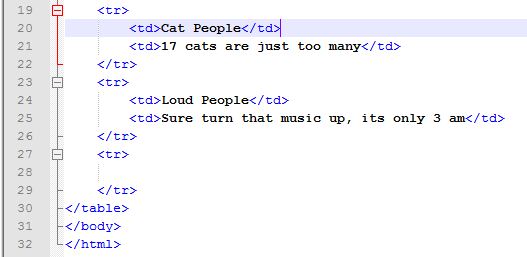 19 <tr>
20 <td>Cat People</td>
21 <td>17 cats are just too many</td>
22 </tr>
23 <tr>
24 <td>Loud People</td>
25 <td>Sure turn that music up, its only 3 am</td>
26 </tr>
27 <tr>
28
29 </tr>
30 </table>
31 </body>
32 </html>